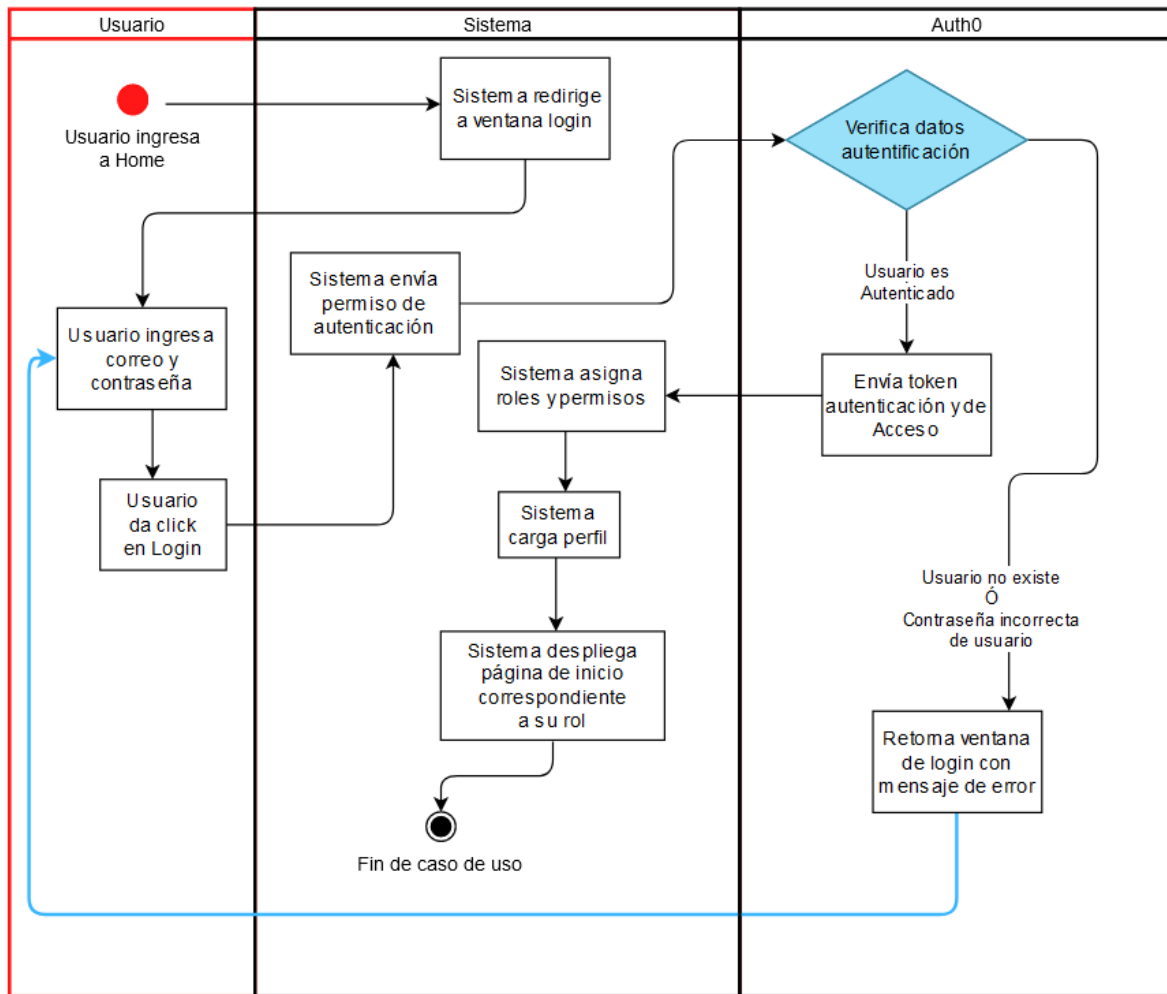 Usuario
Sistema
Auth0
Usuario ingresa
a Home
Sistema redirige
a ventana login
Verifica datos
autentificación
Sistema envía
permiso de
autenticación
Usuario es
Autenticado
Usuario ingresa
correo y
contraseña
Sistema asigna
roles y permisos
Envía token
autenticación y de
Acceso
Usuario
da click
en Login
Sistema
carga perfil
Usuario no existe
Ó
Contraseña incorrecta
de usuario
Sistema despliega
página de inicio
correspondiente
a su rol
Retorna ventana
de login con
mensaje de error
Fin de caso de uso